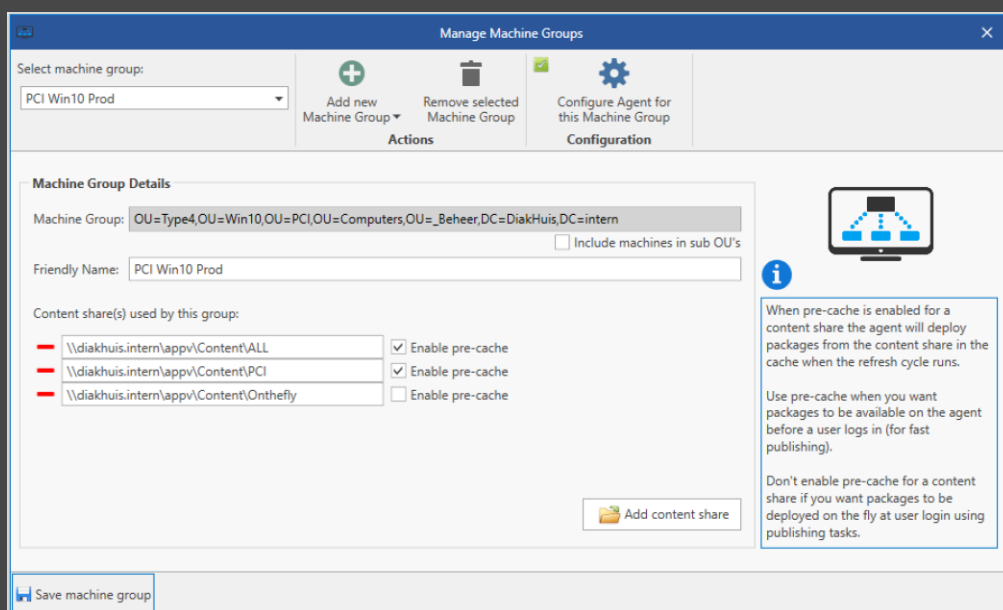 Manage Machine Groups
Select machine group:
PCI Win10 Prod
Add new
Machine Group
Remove selected
Machine Group
Actions
Configure Agent for
this Machine Group
Configuration
Machine Group Details
Machine Group:
OU=Type4,OU=Win10,OU=PCI,OU=Computers,OU=_Beheer,DC=DiakHuis,DC=intern
Include machines in sub OU's
Friendly Name:
PCI Win10 Prod
Content share(s) used by this group:
\\diakhuis.intern\appv\Content\ALL
Enable pre-cache
\\diakhuis.intern\appv\Content\PCI
Enable pre-cache
\\diakhuis.intern\appv\Content\Onthefly
Enable pre-cache
Add content share
When pre-cache is enabled for a
content share the agent will deploy
packages from the content share in the
cache when the refresh cycle runs.
Use pre-cache when you want
packages to be available on the agent
before a user logs in (for fast
publishing).
Don't enable pre-cache for a content
share if you want packages to be
deployed on the fly at user login using
publishing tasks.
Save machine group